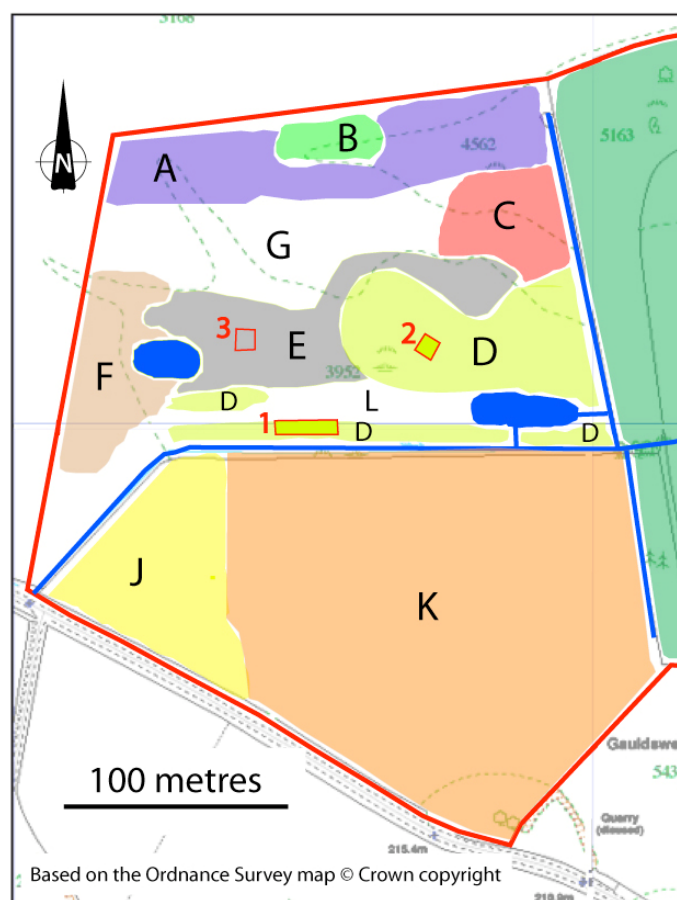 3168
B
4562
5163
A
N
C
G
3
2
E
D
F
3952
D
L
1
D
D
J
K
Gauldswe
543
100 metres
Quarry
(disused)
215.4m
Based on the Ordnance Survey map © Crown copyright